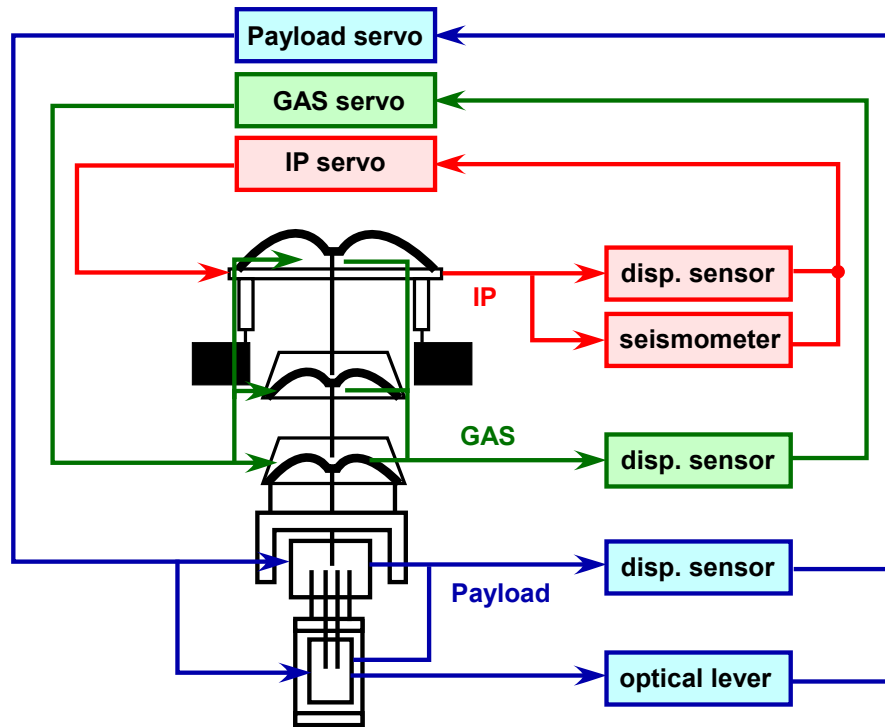 Payload servo
GAS servo
IP servo
disp. sensor
IP
seismometer
GAS
disp. sensor
disp. sensor
Payload
optical lever